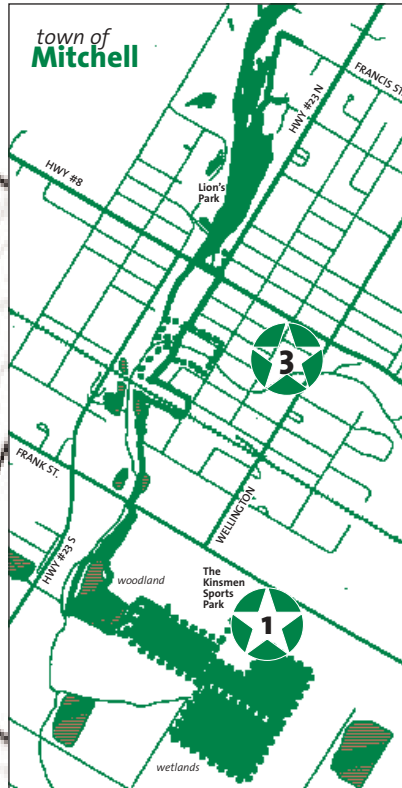 town of
Mitchell
FRANCIS ST.
HWY #23 N
HWY #8
Lion's
Park
3
FRANK ST.
WELLINGTON
HWY #23 S
woodland
The
Kinsmen
Sports
Park
1
wetlands